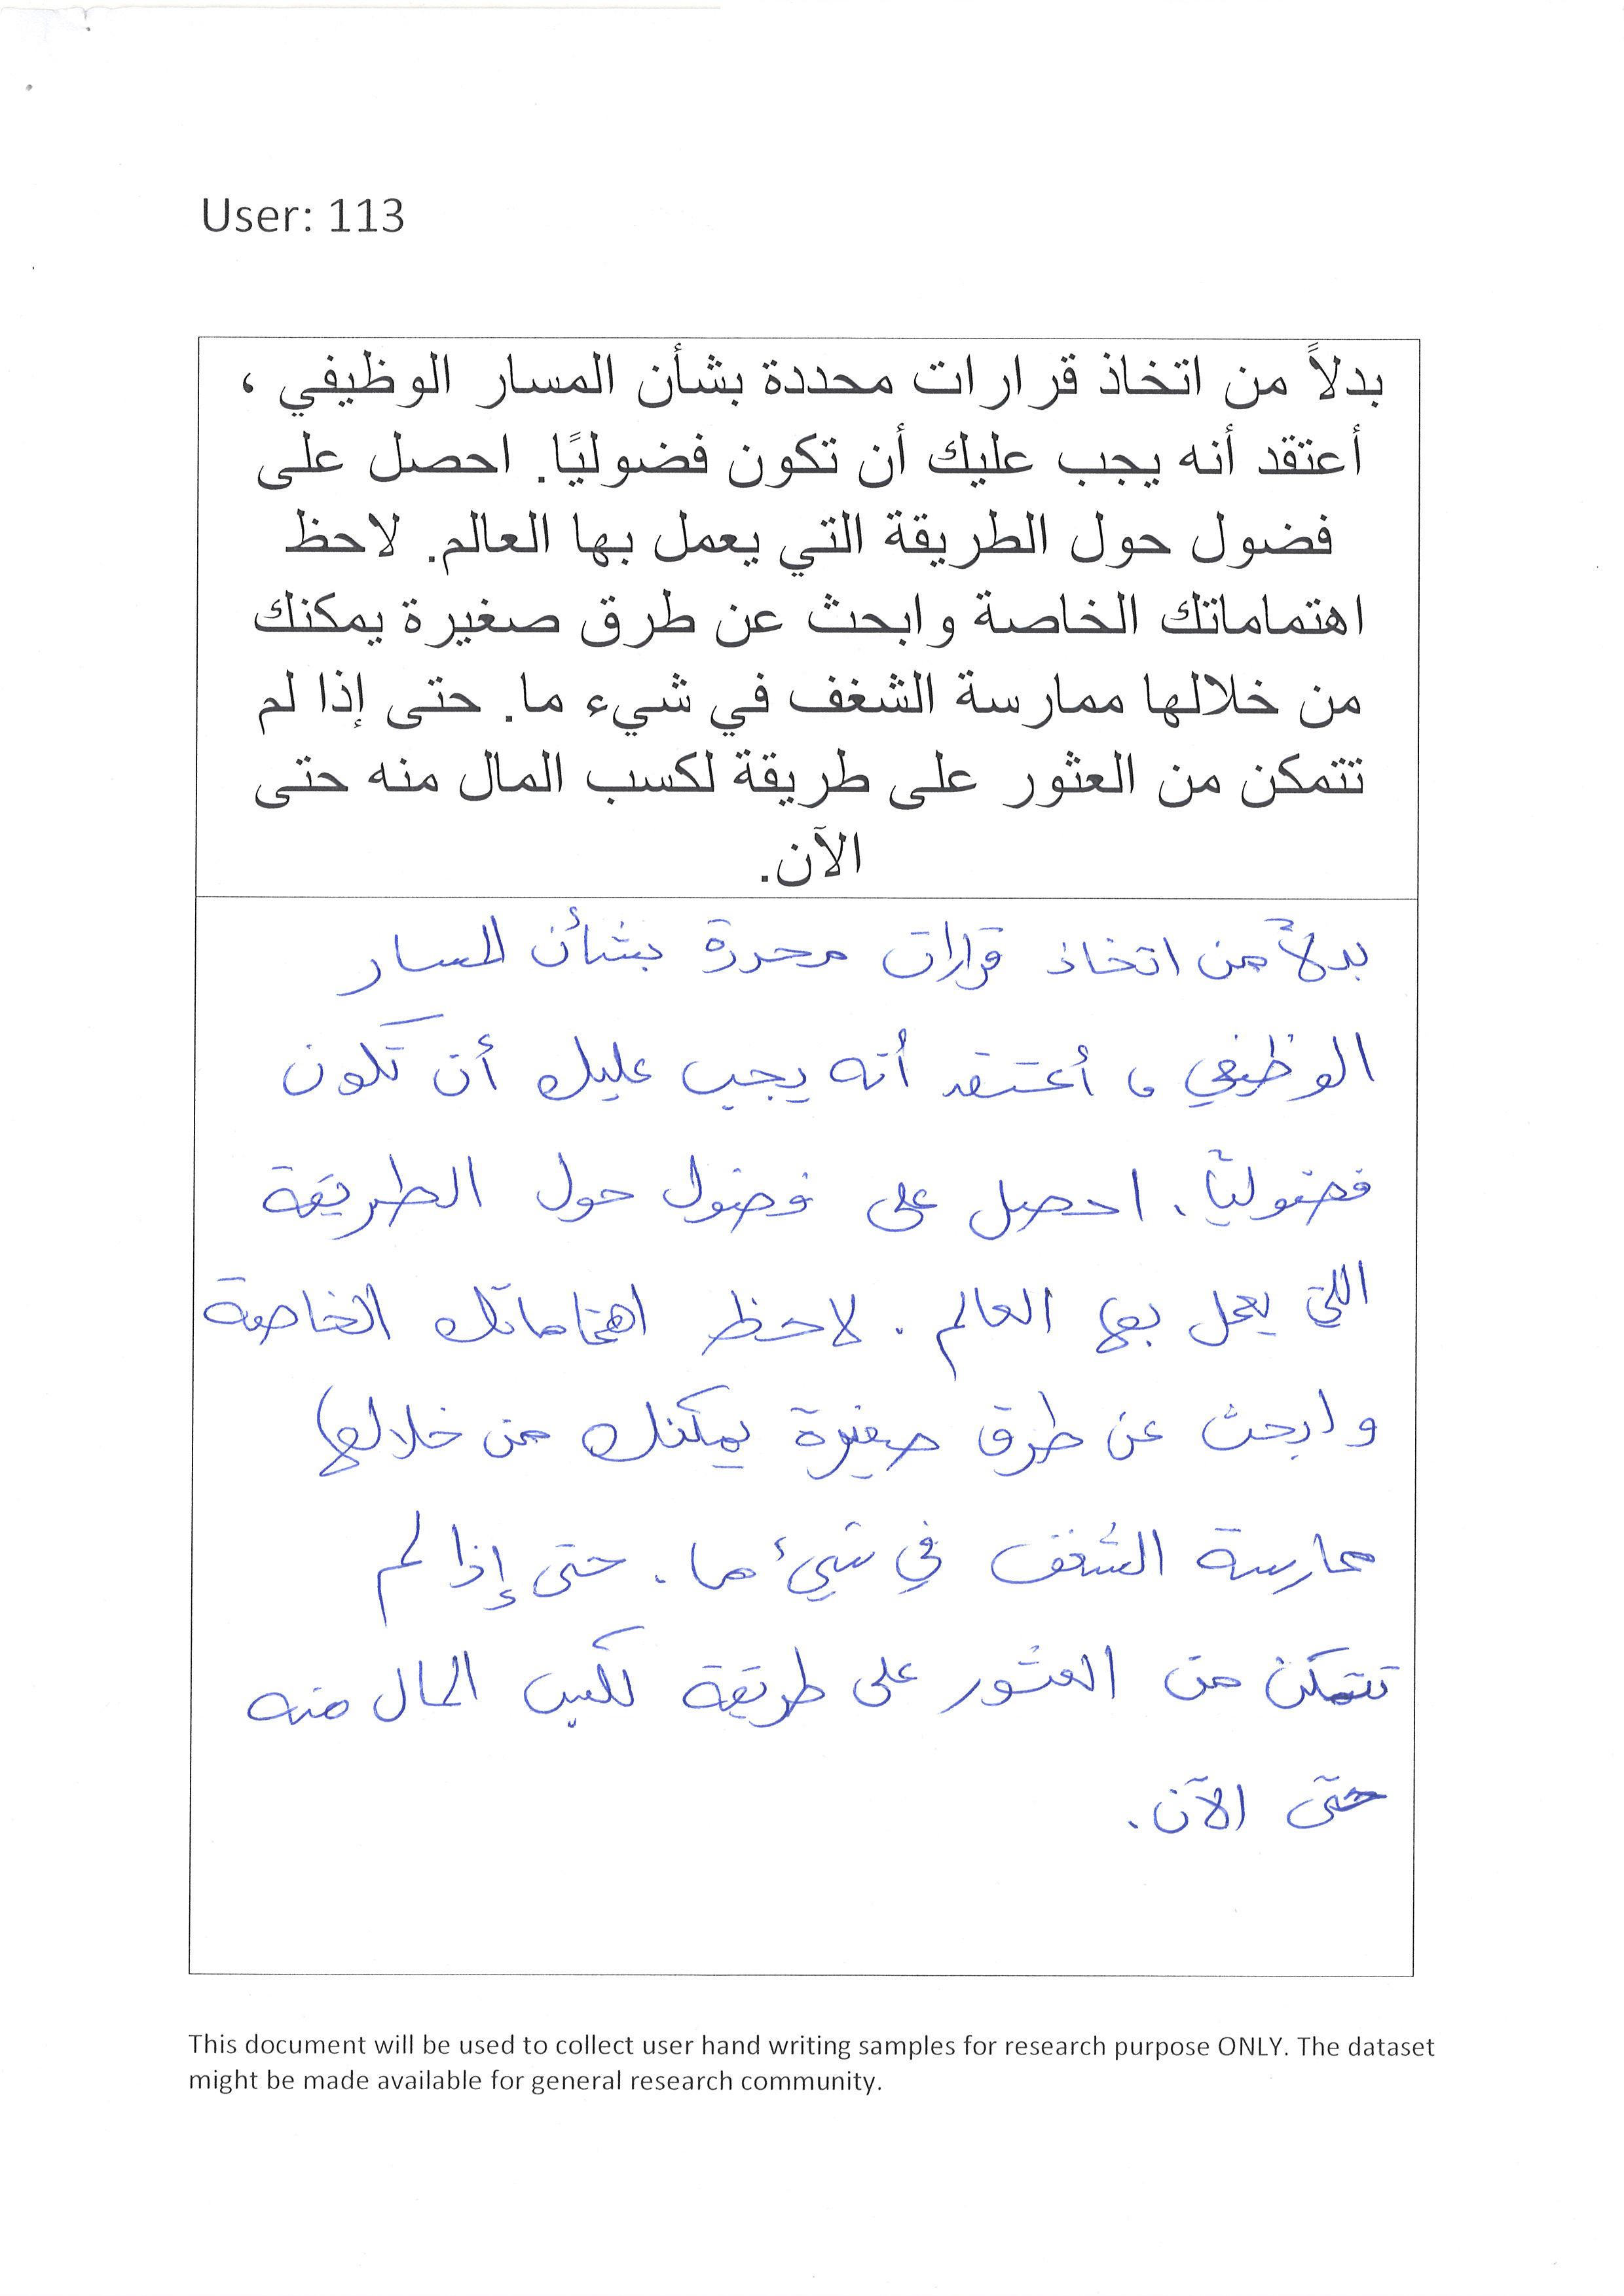 User: 113
بدلاً من اتخاذ قرارات محددة بشأن المسار الوظيفي ،
أعتقد أنه يجب عليك أن تكون فضوليًا. احصل على
فضول حول الطريقة التي يعمل بها العالم. لاحظ
اهتماماتك الخاصة وابحث عن طرق صغيرة يمكنك
من خلالها ممارسة الشغف في شيء ما. حتى إذا لم
تتمكن من العثور على طريقة لكسب المال منه حتى
الآن.
بدلاً من اتخاذ قرارات محددة بشأن المسار
الوظيفي ، أعتقد أنه يجب عليك أن تكون
فضوليًا. احصل على فضول حول الطريقة
التي يعمل بها العالم. لاحظ اهتماماتك الخاصة
وابحث عن طرق صغيرة يمكنك من خلالها
ممارسة الشغف في شيء ما. حتى إذا لم
تتمكن من العثور على طريقة لكسب المال منه
حتى الآن.
This document will be used to collect user hand writing samples for research purpose ONLY. The dataset
might be made available for general research community.